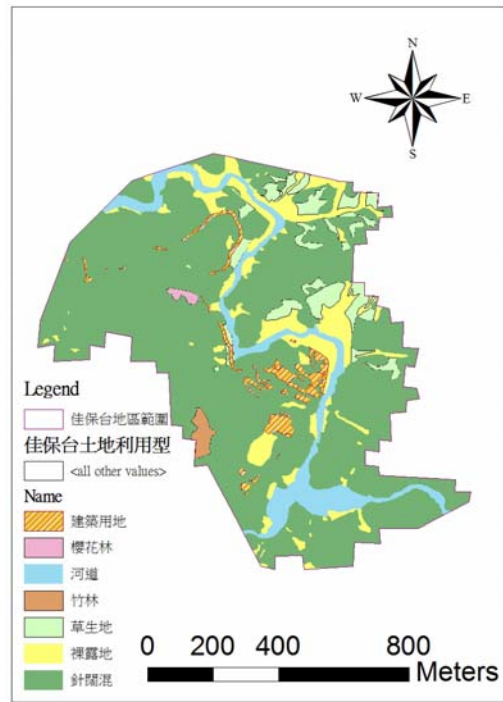 N
W E
S
Legend
佳保台地區範圍
佳保台土地利用型
<all other values>
Name
建築用地
櫻花林
河道
竹林
草生地
裸露地
針闊混
0 200 400 800
Meters